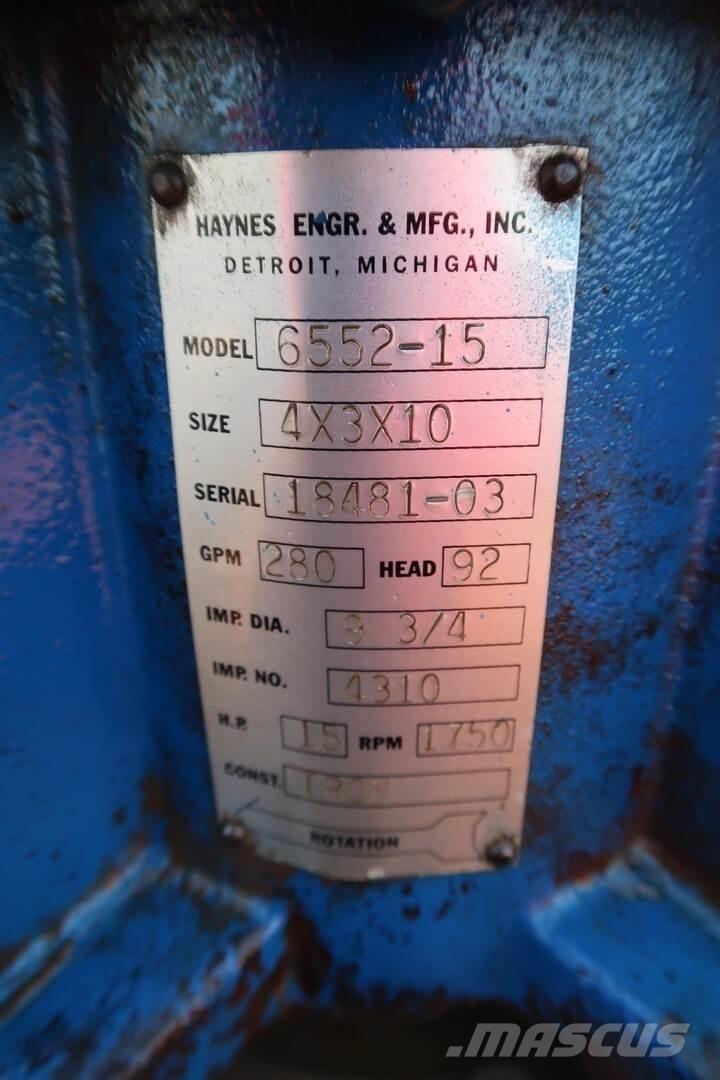 HAYNES ENGR. & MFG., INC.
DETROIT, MICHIGAN
MODEL 6552-15
SIZE 4X3X10
SERIAL 18481-03
GPM 280 HEAD 92
IMP. DIA. 9 3/4
IMP. NO. 4310
H.P. 15 RPM 1750
CONST. IRON
ROTATION
.MASCUS